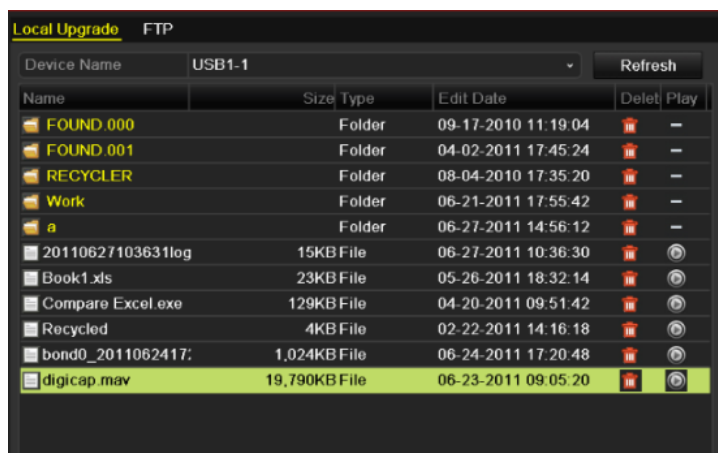 Local Upgrade FTP
Device Name USB1-1 Refresh
Name Size Type Edit Date Delet Play
FOUND.000 Folder 09-17-2010 11:19:04 –
FOUND.001 Folder 04-02-2011 17:45:24 –
RECYCLER Folder 08-04-2010 17:35:20 –
Work Folder 06-21-2011 17:55:42 –
a Folder 06-27-2011 14:56:12 –
20110627103631log 15KB File 06-27-2011 10:36:30
Book1.xls 23KB File 05-26-2011 18:32:14
Compare Excel.exe 129KB File 04-20-2011 09:51:42
Recycled 4KB File 02-22-2011 14:16:18
bond0_2011062417: 1,024KB File 06-24-2011 17:20:48
digicap.mav 19,790KB File 06-23-2011 09:05:20